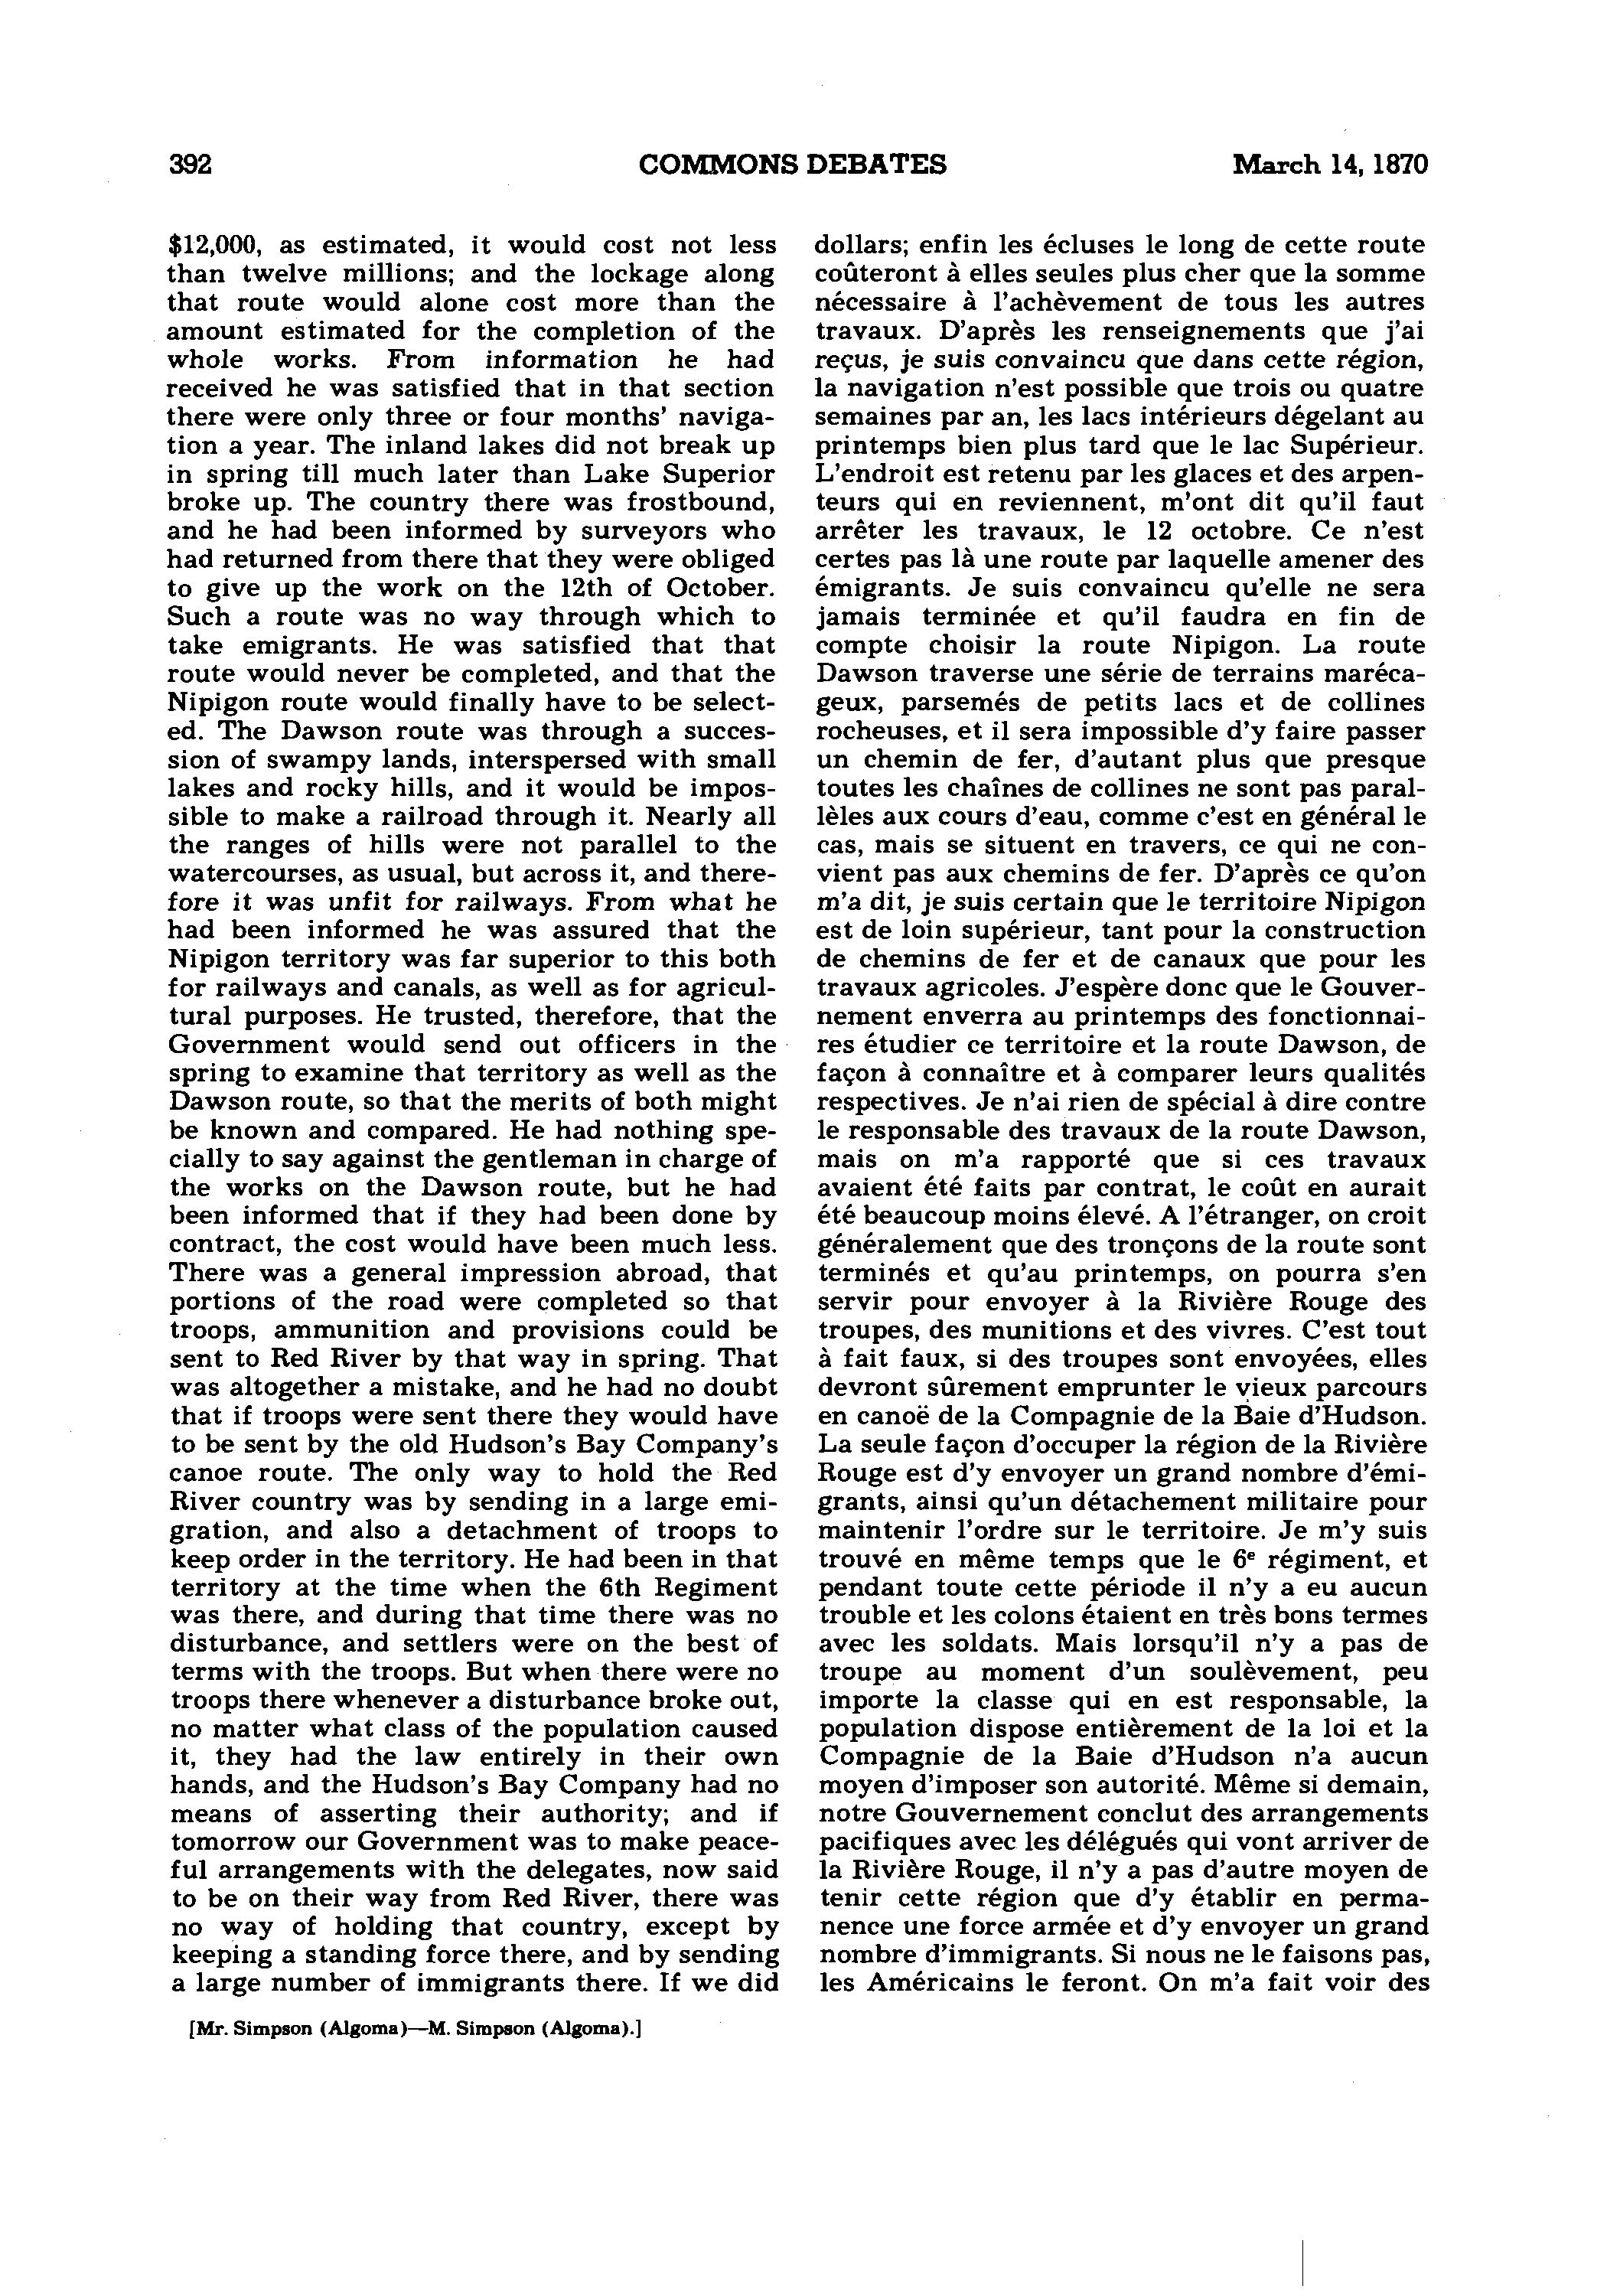 392 COMMONS DEBATES March 14, 1870
$12,000, as estimated, it would cost not less
than twelve millions; and the lockage along
that route would alone cost more than the
amount estimated for the completion of the
whole works. From information he had
received he was satisfied that in that section
there were only three or four months' naviga-
tion a year. The inland lakes did not break up
in spring till much later than Lake Superior
broke up. The country there was frostbound,
and he had been informed by surveyors who
had returned from there that they were obliged
to give up the work on the 12th of October.
Such a route was no way through which to
take emigrants. He was satisfied that that
route would never be completed, and that the
Nipigon route would finally have to be select-
ed. The Dawson route was through a succes-
sion of swampy lands, interspersed with small
lakes and rocky hills, and it would be impos-
sible to make a railroad through it. Nearly all
the ranges of hills were not parallel to the
watercourses, as usual, but across it, and there-
fore it was unfit for railways. From what he
had been informed he was assured that the
Nipigon territory was far superior to this both
for railways and canals, as well as for agricul-
tural purposes. He trusted, therefore, that the
Government would send out officers in the
spring to examine that territory as well as the
Dawson route, so that the merits of both might
be known and compared. He had nothing spe-
cially to say against the gentleman in charge of
the works on the Dawson route, but he had
been informed that if they had been done by
contract, the cost would have been much less.
There was a general impression abroad, that
portions of the road were completed so that
troops, ammunition and provisions could be
sent to Red River by that way in spring. That
was altogether a mistake, and he had no doubt
that if troops were sent there they would have
to be sent by the old Hudson's Bay Company's
canoe route. The only way to hold the Red
River country was by sending in a large emi-
gration, and also a detachment of troops to
keep order in the territory. He had been in that
territory at the time when the 6th Regiment
was there, and during that time there was no
disturbance, and settlers were on the best of
terms with the troops. But when there were no
troops there whenever a disturbance broke out,
no matter what class of the population caused
it, they had the law entirely in their own
hands, and the Hudson's Bay Company had no
means of asserting their authority; and if
tomorrow our Government was to make peace-
ful arrangements with the delegates, now said
to be on their way from Red River, there was
no way of holding that country, except by
keeping a standing force there, and by sending
a large number of immigrants there. If we did
dollars; enfin les écluses le long de cette route
coûteront à elles seules plus cher que la somme
nécessaire à l'achèvement de tous les autres
travaux. D'après les renseignements que j'ai
reçus, je suis convaincu que dans cette région,
la navigation n'est possible que trois ou quatre
semaines par an, les lacs intérieurs dégelant au
printemps bien plus tard que le lac Supérieur.
L'endroit est retenu par les glaces et des arpen-
teurs qui en reviennent, m'ont dit qu'il faut
arrêter les travaux, le 12 octobre. Ce n'est
certes pas là une route par laquelle amener des
émigrants. Je suis convaincu qu'elle ne sera
jamais terminée et qu'il faudra en fin de
compte choisir la route Nipigon. La route
Dawson traverse une série de terrains maréca-
geux, parsemés de petits lacs et de collines
rocheuses, et il sera impossible d'y faire passer
un chemin de fer, d'autant plus que presque
toutes les chaînes de collines ne sont pas paral-
lèles aux cours d'eau, comme c'est en général le
cas, mais se situent en travers, ce qui ne con-
vient pas aux chemins de fer. D'après ce qu'on
m'a dit, je suis certain que le territoire Nipigon
est de loin supérieur, tant pour la construction
de chemins de fer et de canaux que pour les
travaux agricoles. J'espère donc que le Gouver-
nement enverra au printemps des fonctionnai-
res étudier ce territoire et la route Dawson, de
façon à connaître et à comparer leurs qualités
respectives. Je n'ai rien de spécial à dire contre
le responsable des travaux de la route Dawson,
mais on m'a rapporté que si ces travaux
avaient été faits par contrat, le coût en aurait
été beaucoup moins élevé. A l'étranger, on croit
généralement que des tronçons de la route sont
terminés et qu'au printemps, on pourra s'en
servir pour envoyer à la Rivière Rouge des
troupes, des munitions et des vivres. C'est tout
à fait faux, si des troupes sont envoyées, elles
devront sûrement emprunter le vieux parcours
en canoë de la Compagnie de la Baie d'Hudson.
La seule façon d'occuper la région de la Rivière
Rouge est d'y envoyer un grand nombre d'émi-
grants, ainsi qu'un détachement militaire pour
maintenir l'ordre sur le territoire. Je m'y suis
trouvé en même temps que le 6e régiment, et
pendant toute cette période il n'y a eu aucun
trouble et les colons étaient en très bons termes
avec les soldats. Mais lorsqu'il n'y a pas de
troupe au moment d'un soulèvement, peu
importe la classe qui en est responsable, la
population dispose entièrement de la loi et la
Compagnie de la Baie d'Hudson n'a aucun
moyen d'imposer son autorité. Même si demain,
notre Gouvernement conclut des arrangements
pacifiques avec les délégués qui vont arriver de
la Rivière Rouge, il n'y a pas d'autre moyen de
tenir cette région que d'y établir en perma-
nence une force armée et d'y envoyer un grand
nombre d'immigrants. Si nous ne le faisons pas,
les Américains le feront. On m'a fait voir des
[Mr. Simpson (Algoma)—M. Simpson (Algoma).]